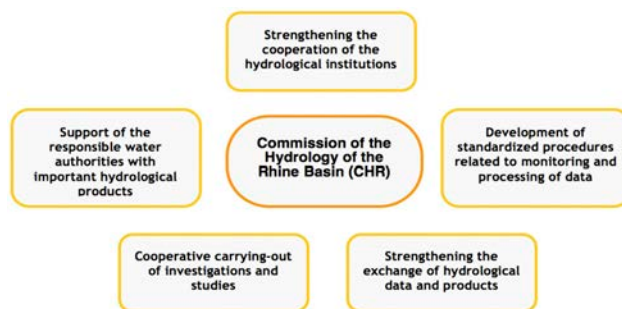 Strengthening the
cooperation of the
hydrological institutions
Support of the
responsible water
authorities with
important hydrological
products
Commission of the
Hydrology of the
Rhine Basin (CHR)
Development of
standardized procedures
related to monitoring and
processing of data
Cooperative carrying-out
of investigations and
studies
Strengthening the
exchange of hydrological
data and products